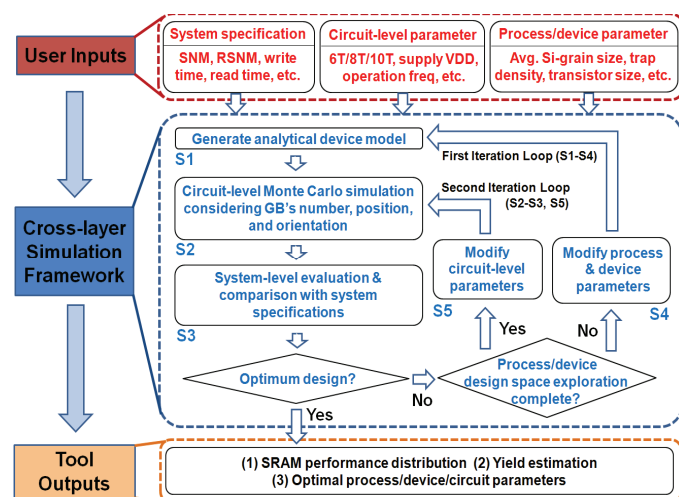 User Inputs
System specification
SNM, RSNM, write
time, read time, etc.
Circuit-level parameter
6T/8T/10T, supply VDD,
operation freq, etc.
Process/device parameter
Avg. Si-grain size, trap
density, transistor size, etc.
Cross-layer
Simulation
Framework
Generate analytical device model
S1
First Iteration Loop (S1-S4)
Second Iteration Loop
(S2-S3, S5)
Circuit-level Monte Carlo simulation
considering GB's number, position,
and orientation
S2
System-level evaluation &
comparison with system
specifications
S3
Modify
circuit-level
parameters
S5
Modify process
& device
parameters
S4
Yes
No
Optimum design?
No
Process/device
design space exploration
complete?
Yes
Tool
Outputs
(1) SRAM performance distribution (2) Yield estimation
(3) Optimal process/device/circuit parameters